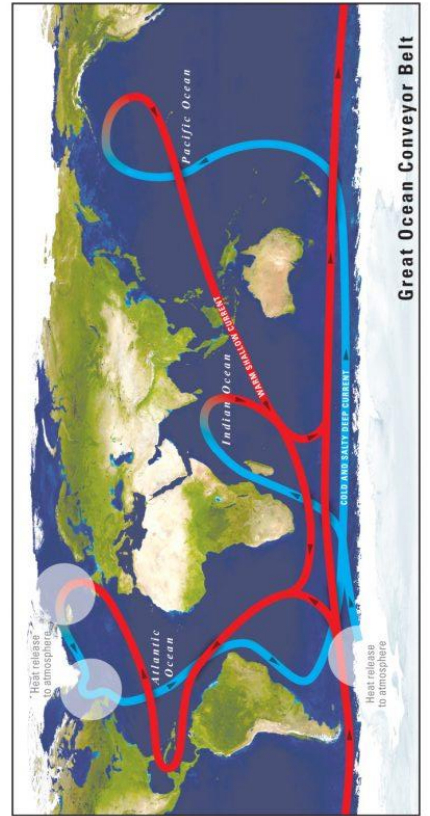 Heat release
to atmosphere
Atlantic
Ocean
Indian Ocean
Pacific Ocean
WARM SHALLOW CURRENT
COLD AND SALTY DEEP CURRENT
Heat release
to atmosphere
Great Ocean Conveyor Belt